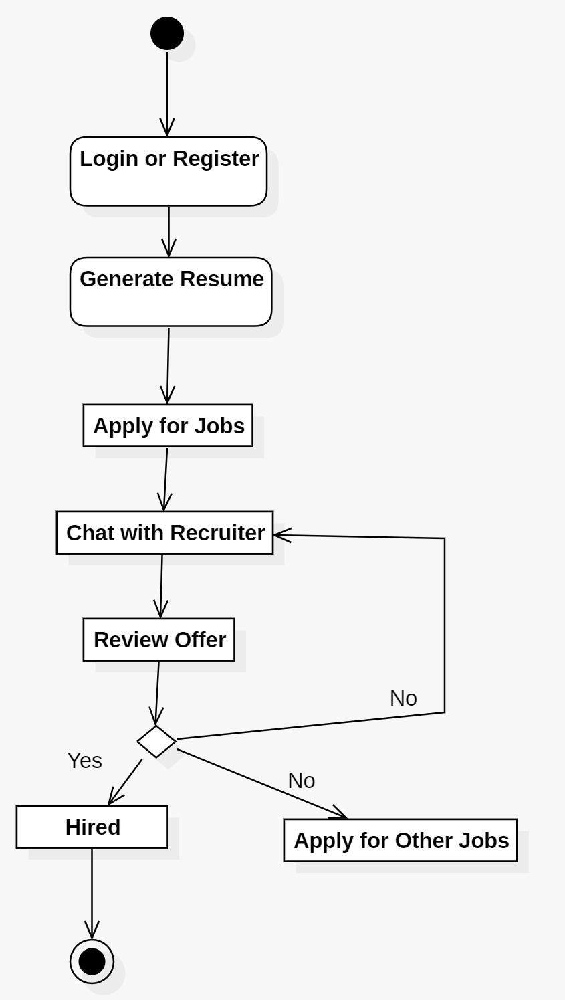 Login or Register
Generate Resume
Apply for Jobs
Chat with Recruiter
Review Offer
No
Yes
No
Hired
Apply for Other Jobs